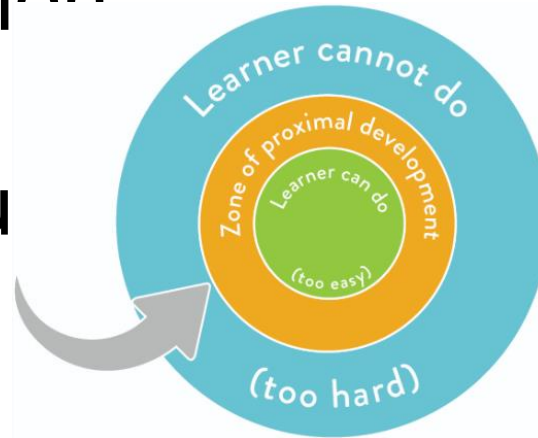 Learner cannot do
Zone of proximal development
Learner can do
(too easy)
(too hard)